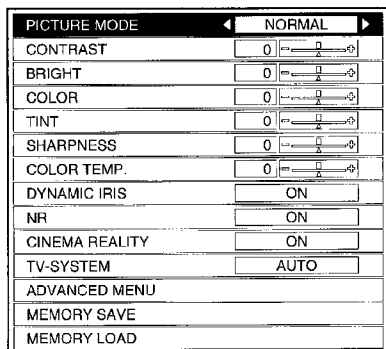 PICTURE MODE NORMAL
CONTRAST 0
BRIGHT 0
COLOR 0
TINT 0
SHARPNESS 0
COLOR TEMP. 0
DYNAMIC IRIS ON
NR ON
CINEMA REALITY ON
TV-SYSTEM AUTO
ADVANCED MENU
MEMORY SAVE
MEMORY LOAD